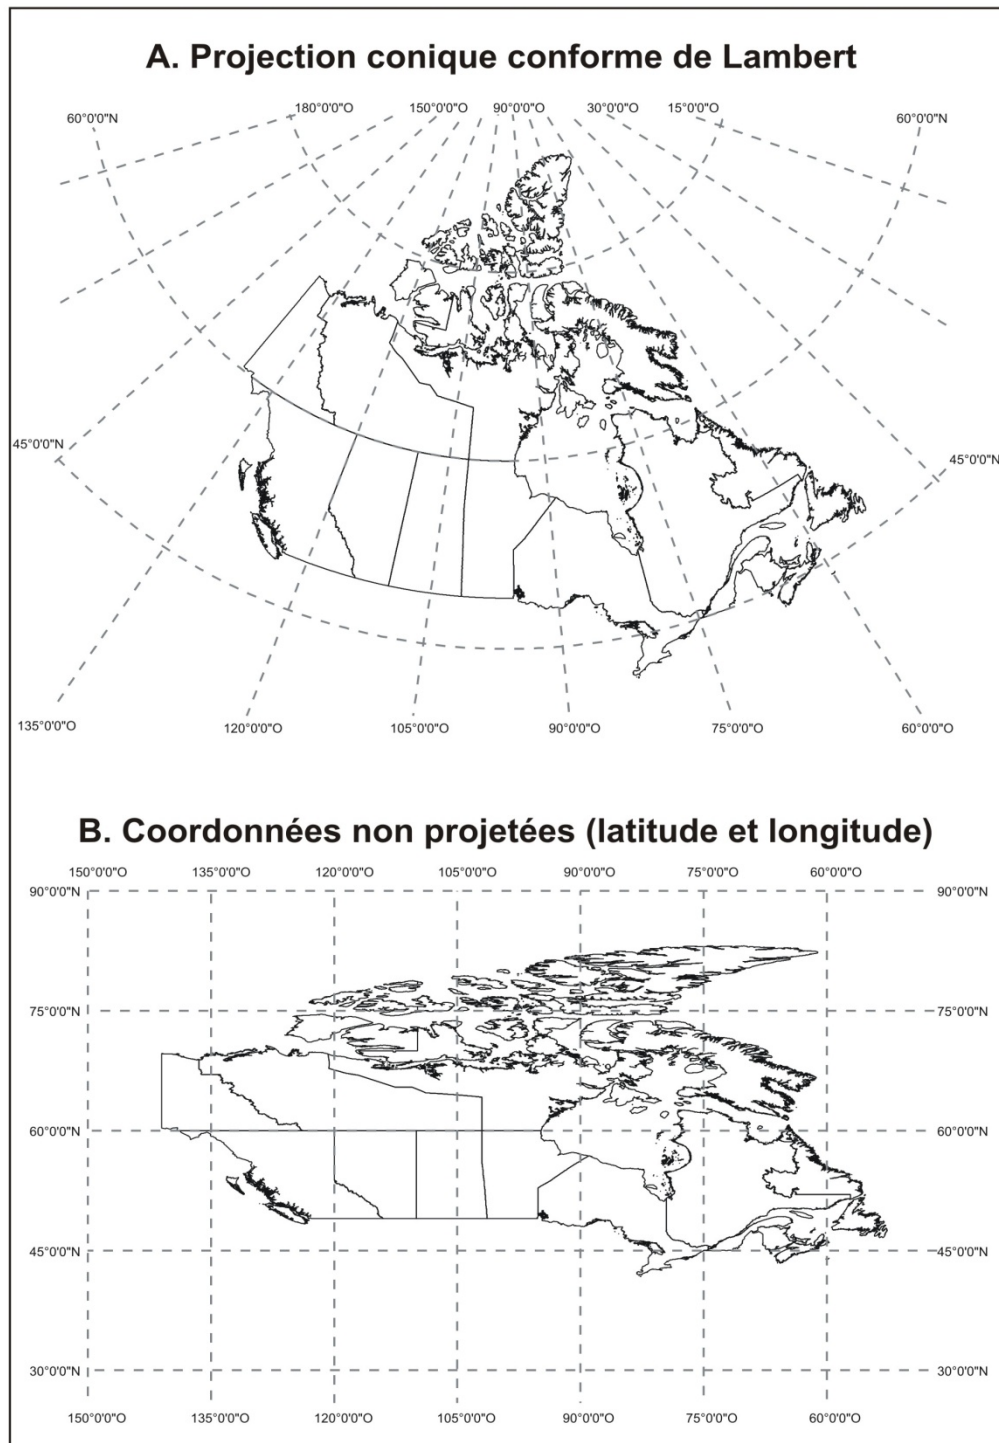 A. Projection conique conforme de Lambert
180°0'0"O 150°0'0"O 90°0'0"O 30°0'0"O 15°0'0"O
60°0'0"N 60°0'0"N
45°0'0"N 45°0'0"N
135°0'0"O 120°0'0"O 105°0'0"O 90°0'0"O 75°0'0"O 60°0'0"O
B. Coordonnées non projetées (latitude et longitude)
150°0'0"O 135°0'0"O 120°0'0"O 105°0'0"O 90°0'0"O 75°0'0"O 60°0'0"O
90°0'0"N 90°0'0"N
75°0'0"N 75°0'0"N
60°0'0"N 60°0'0"N
45°0'0"N 45°0'0"N
30°0'0"N 30°0'0"N
150°0'0"O 135°0'0"O 120°0'0"O 105°0'0"O 90°0'0"O 75°0'0"O 60°0'0"O